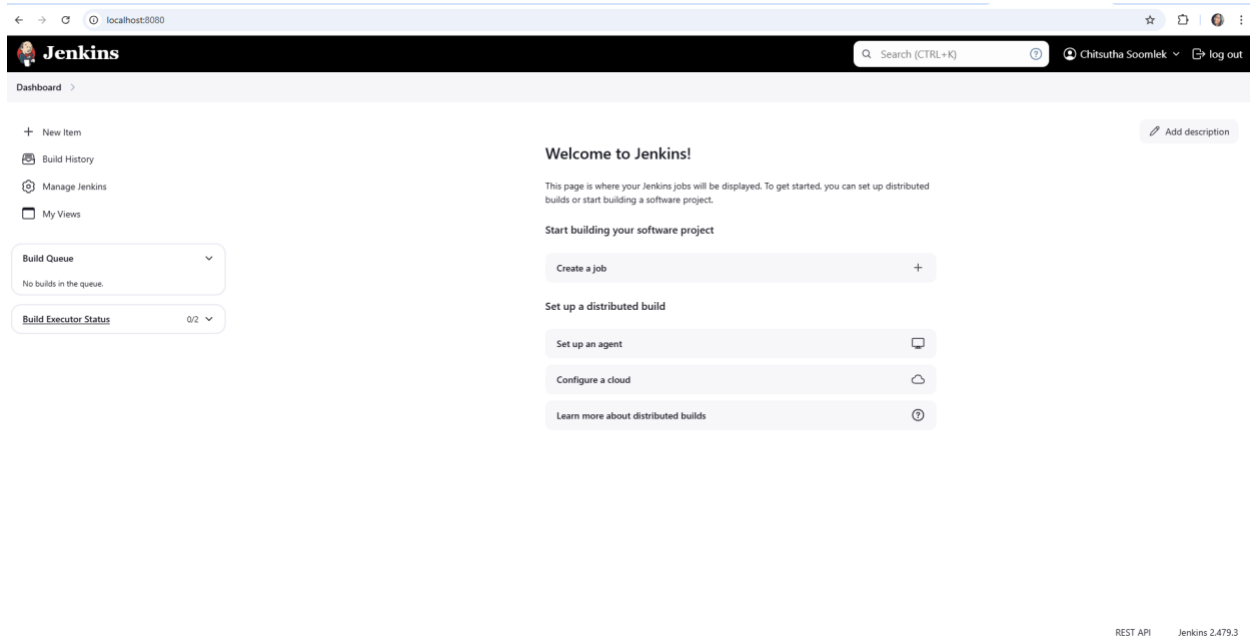 localhost:8080
Jenkins
Search (CTRL+K)
Chitsutha Soomlek
log out
Dashboard
New Item
Build History
Manage Jenkins
My Views
Build Queue
No builds in the queue.
Build Executor Status
0/2
Add description
Welcome to Jenkins!
This page is where your Jenkins jobs will be displayed. To get started, you can set up distributed
builds or start building a software project.
Start building your software project
Create a job
Set up a distributed build
Set up an agent
Configure a cloud
Learn more about distributed builds
REST API
Jenkins 2.479.3